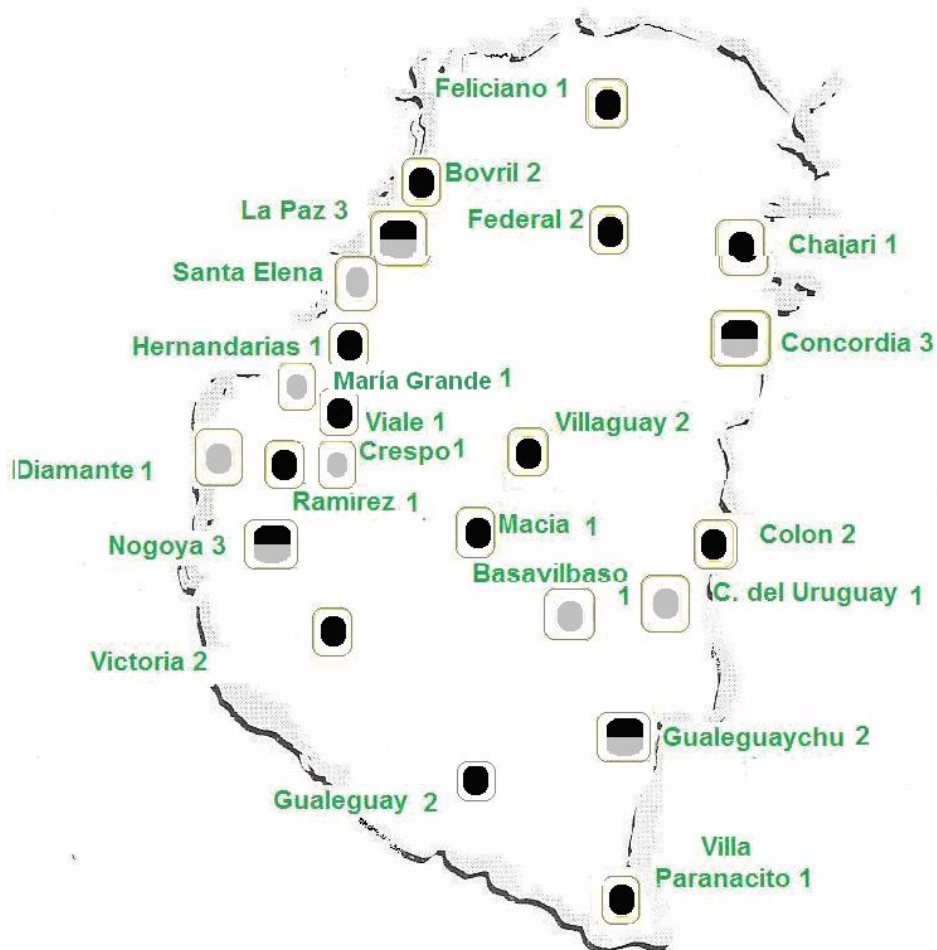 Feliciano 1
Bovril 2
La Paz 3
Federal 2
Chajari 1
Santa Elena
Hernandarias 1
Concordia 3
María Grande 1
Viale 1
Villaguay 2
Crespo 1
Diamante 1
Ramirez 1
Macia 1
Colon 2
Nogoya 3
Basavilbaso
1
C. del Uruguay 1
Victoria 2
Gualeguaychu 2
Gualeguay 2
Villa
Paranacito 1